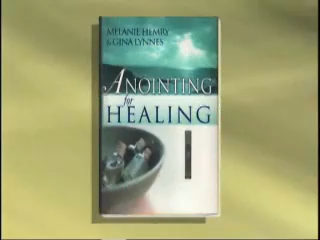 MELANIE HEMRY
& GINA LYNNES
ANOINTING
for
HEALING